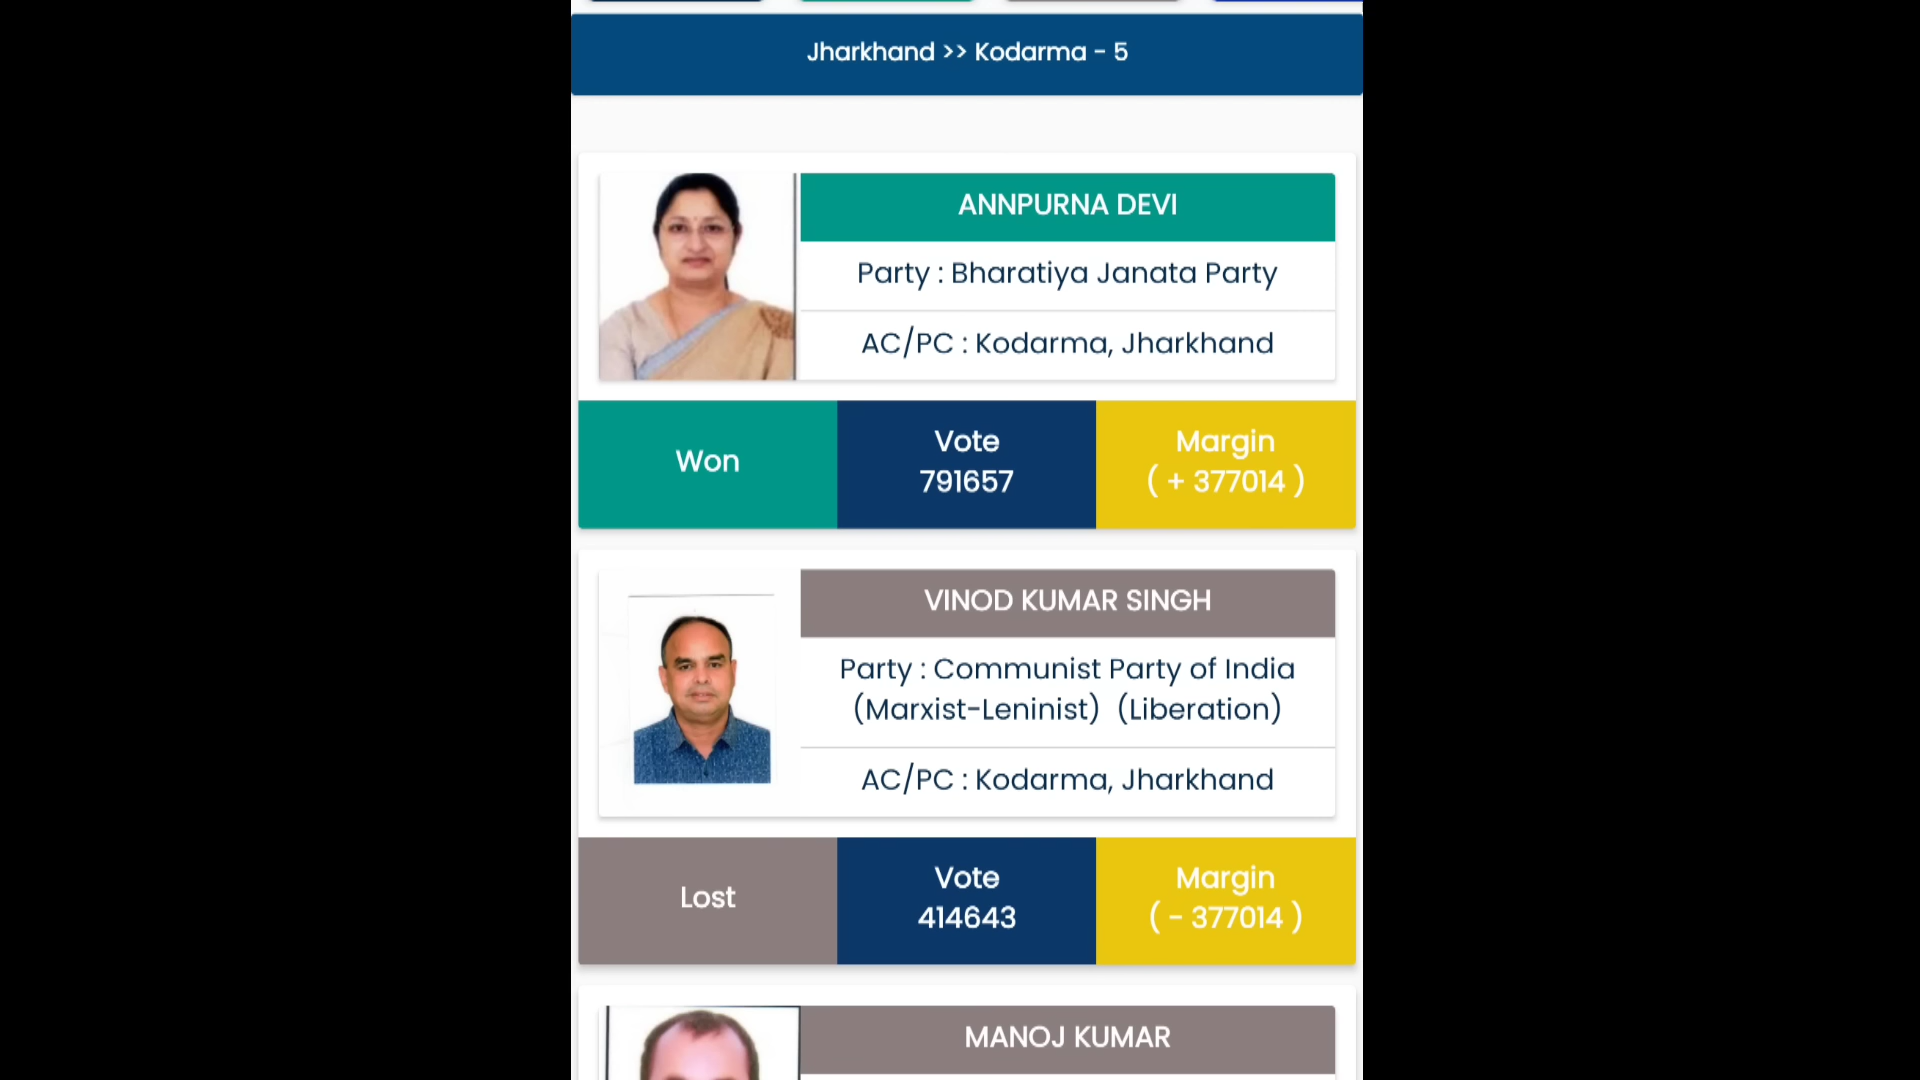 Jharkhand >> Kodarma - 5
ANNPURNA DEVI
Party : Bharatiya Janata Party
AC/PC : Kodarma, Jharkhand
Won
Vote
791657
Margin
( + 377014 )
VINOD KUMAR SINGH
Party : Communist Party of India
(Marxist-Leninist) (Liberation)
AC/PC : Kodarma, Jharkhand
Lost
Vote
414643
Margin
( - 377014 )
MANOJ KUMAR